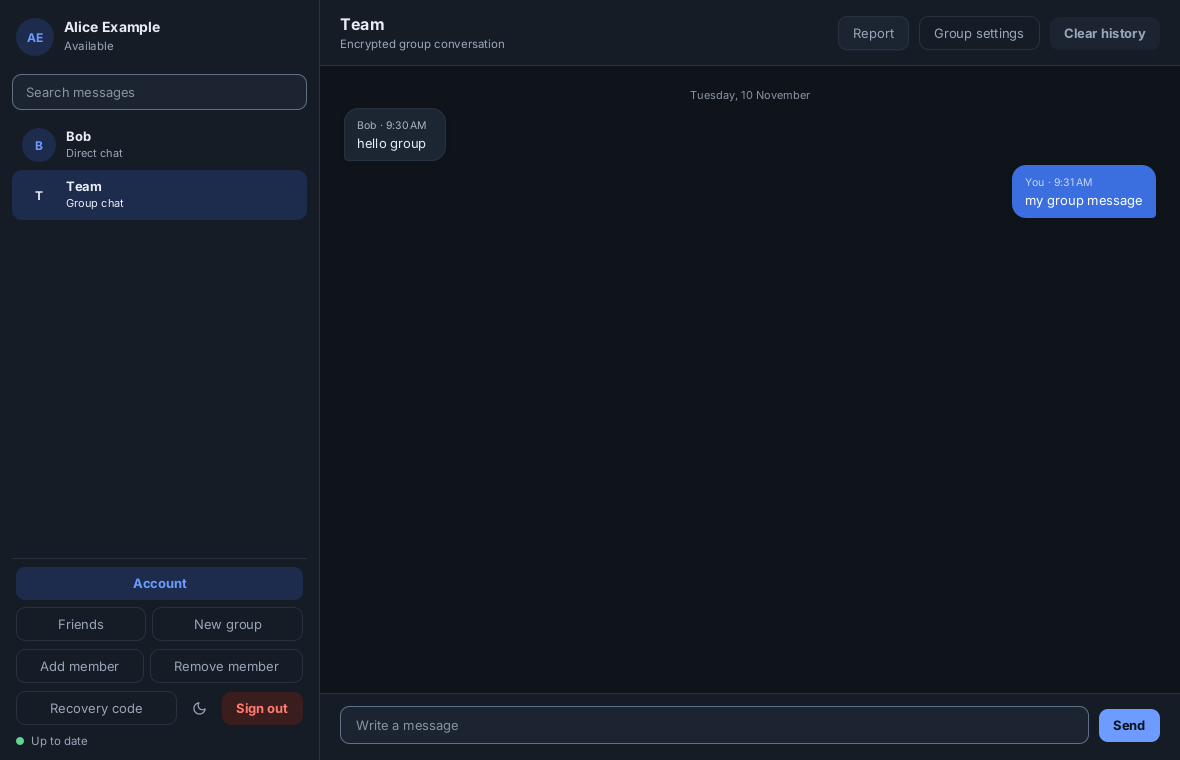 AE
Alice Example
Available
Search messages
B
Bob
Direct chat
T
Team
Group chat
Account
Friends
New group
Add member
Remove member
Recovery code
Sign out
Up to date
Team
Encrypted group conversation
Report
Group settings
Clear history
Tuesday, 10 November
Bob · 9:30 AM
hello group
You · 9:31 AM
my group message
Write a message
Send